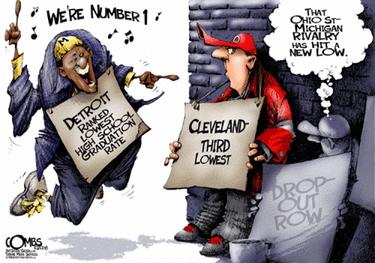 WE'RE NUMBER 1
DETROIT
RANKED
LOWEST
HIGH SCHOOL
GRADUATION
RATE
CLEVELAND-
THIRD
LOWEST
THAT
OHIO ST-
MICHIGAN
RIVALRY
HAS HIT A
NEW LOW.
DROP-
OUT
ROW
COMBS